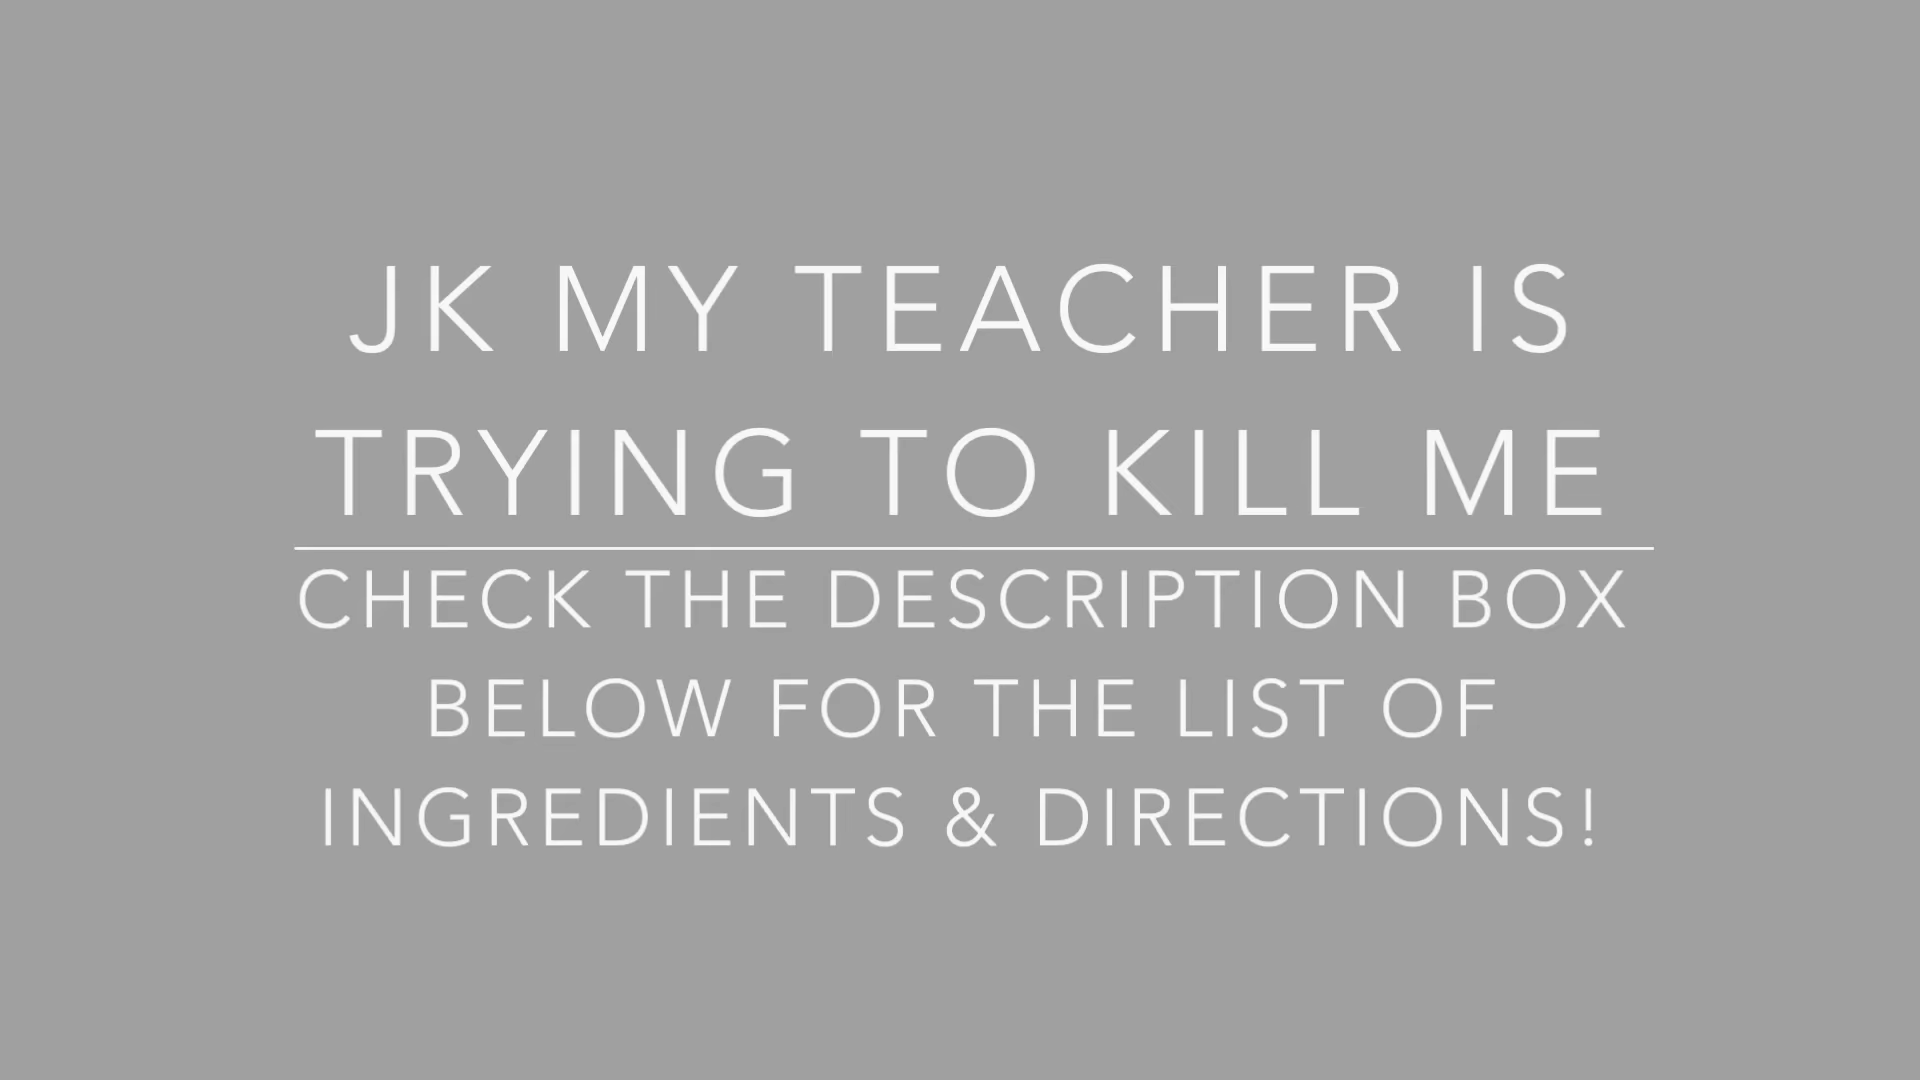 JK MY TEACHER IS
TRYING TO KILL ME
CHECK THE DESCRIPTION BOX
BELOW FOR THE LIST OF
INGREDIENTS & DIRECTIONS!